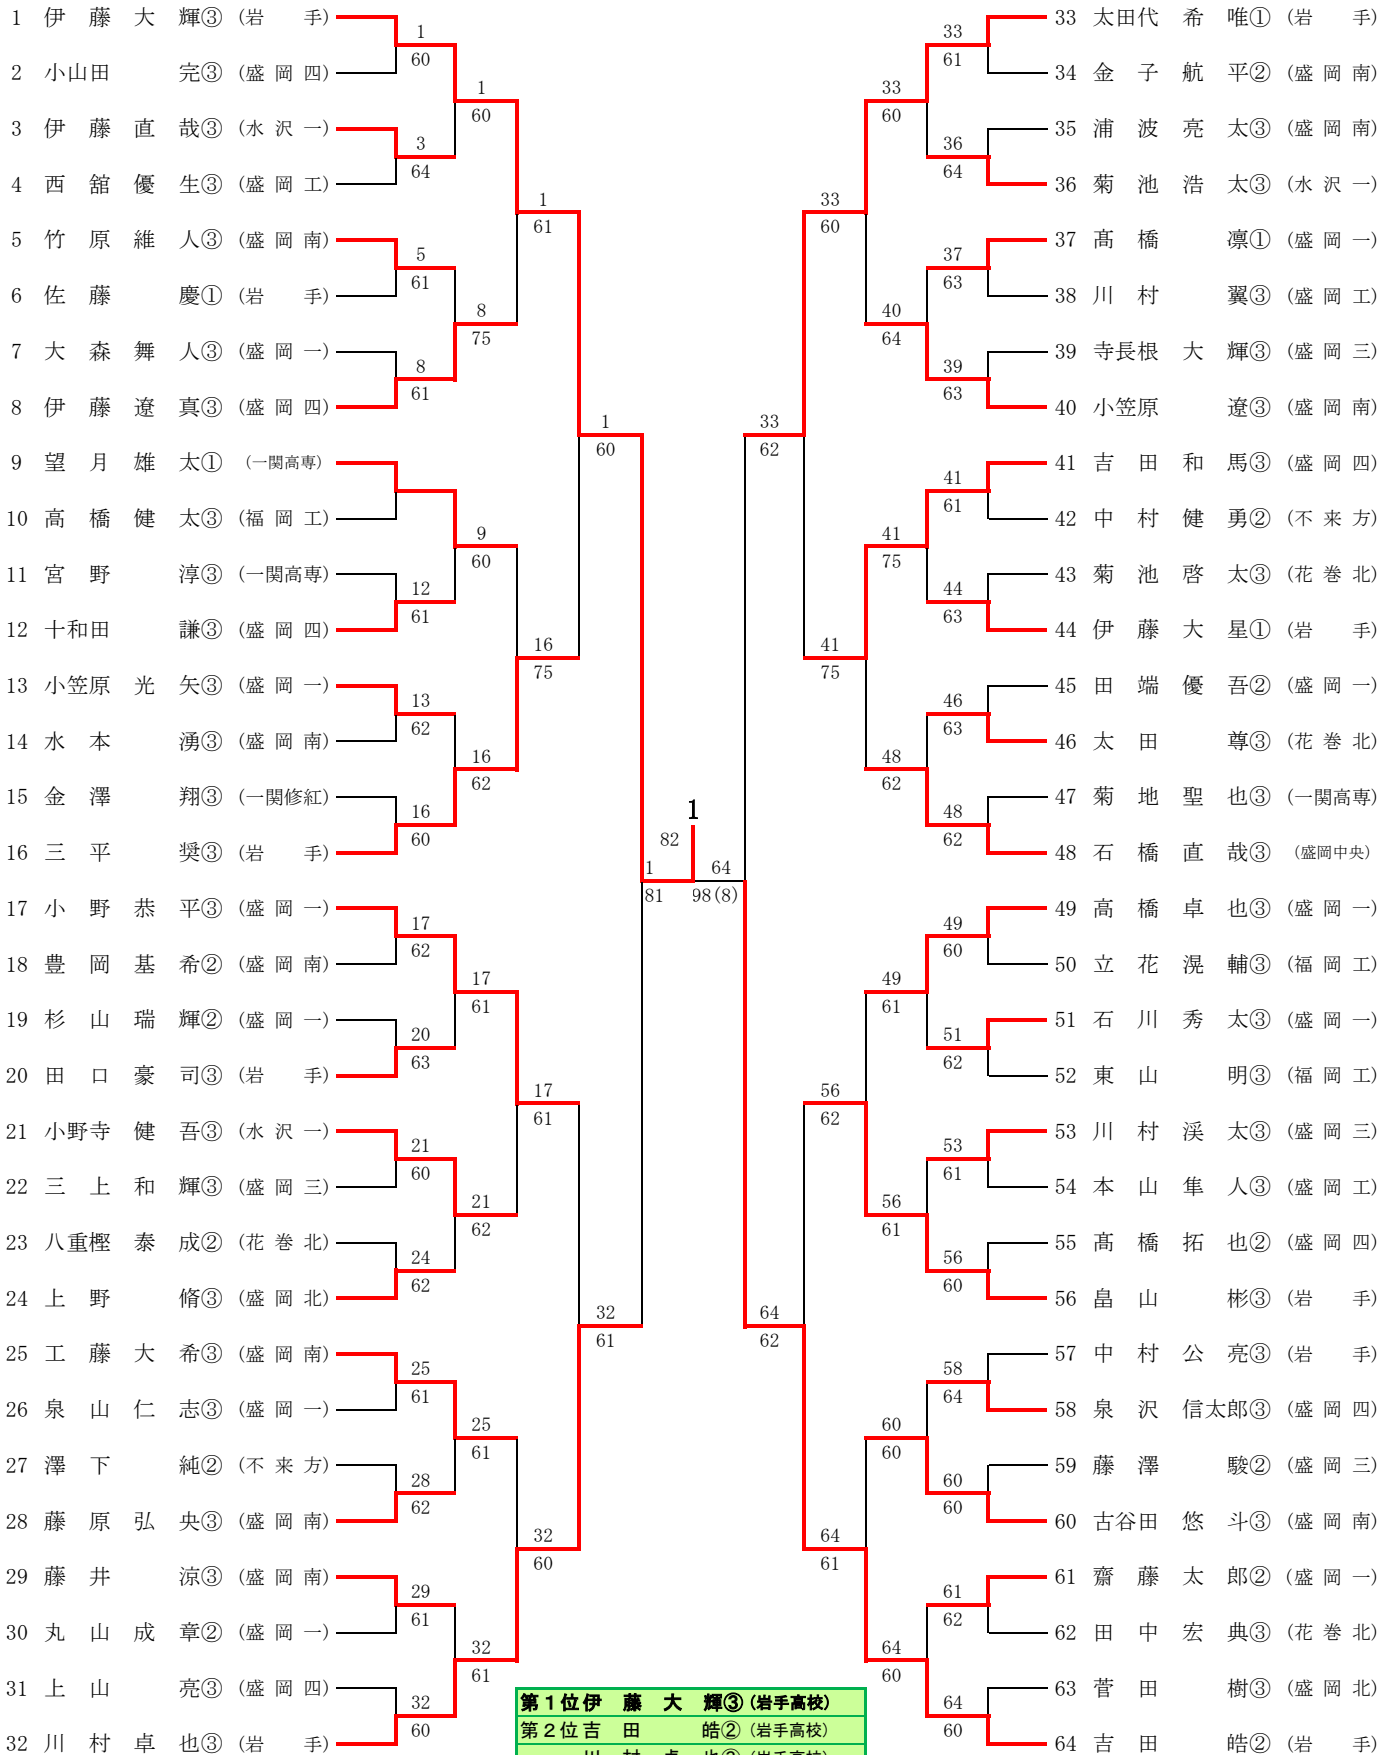 1 伊 藤 大 輝③ (岩 手)
2 小山田 完③ (盛 岡 四)
3 伊 藤 直 哉③ (水 沢 一)
4 西 舘 優 生③ (盛 岡 工)
5 竹 原 維 人③ (盛 岡 南)
6 佐 藤 慶① (岩 手)
7 大 森 舞 人③ (盛 岡 一)
8 伊 藤 遼 真③ (盛 岡 四)
9 望 月 雄 太① (一関高専)
10 高 橋 健 太③ (福 岡 工)
11 宮 野 淳③ (一関高専)
12 十和田 謙③ (盛 岡 四)
13 小笠原 光 矢③ (盛 岡 一)
14 水 本 湧③ (盛 岡 南)
15 金 澤 翔③ (一関修紅)
16 三 平 奨③ (岩 手)
17 小 野 恭 平③ (盛 岡 一)
18 豊 岡 基 希② (盛 岡 南)
19 杉 山 瑞 輝② (盛 岡 一)
20 田 口 豪 司③ (岩 手)
21 小野寺 健 吾③ (水 沢 一)
22 三 上 和 輝③ (盛 岡 三)
23 八重樫 泰 成② (花 巻 北)
24 上 野 脩③ (盛 岡 北)
25 工 藤 大 希③ (盛 岡 南)
26 泉 山 仁 志③ (盛 岡 一)
27 澤 下 純② (不 来 方)
28 藤 原 弘 央③ (盛 岡 南)
29 藤 井 涼③ (盛 岡 南)
30 丸 山 成 章② (盛 岡 一)
31 上 山 亮③ (盛 岡 四)
32 川 村 卓 也③ (岩 手)
1
60
3
64
5
61
8
61
12
61
13
62
16
60
17
62
20
63
21
60
24
62
25
61
28
62
29
61
32
60
1
60
8
75
9
60
16
62
17
61
21
62
25
61
32
61
1
61
16
75
17
61
32
60
1
60
32
61
1
81
1
82
64
98(8)
33
62
64
62
33
60
41
75
56
62
64
61
33
60
40
64
41
75
48
62
49
61
56
61
60
60
64
60
33
61
36
64
37
63
39
63
41
61
44
63
46
63
48
62
49
60
51
62
53
61
56
60
58
64
60
60
61
62
64
60
33 太田代 希 唯① (岩 手)
34 金 子 航 平② (盛 岡 南)
35 浦 波 亮 太③ (盛 岡 南)
36 菊 池 浩 太③ (水 沢 一)
37 髙 橋 凛① (盛 岡 一)
38 川 村 翼③ (盛 岡 工)
39 寺長根 大 輝③ (盛 岡 三)
40 小笠原 遼③ (盛 岡 南)
41 吉 田 和 馬③ (盛 岡 四)
42 中 村 健 勇② (不 来 方)
43 菊 池 啓 太③ (花 巻 北)
44 伊 藤 大 星① (岩 手)
45 田 端 優 吾② (盛 岡 一)
46 太 田 尊③ (花 巻 北)
47 菊 地 聖 也③ (一関高専)
48 石 橋 直 哉③ (盛岡中央)
49 高 橋 卓 也③ (盛 岡 一)
50 立 花 滉 輔③ (福 岡 工)
51 石 川 秀 太③ (盛 岡 一)
52 東 山 明③ (福 岡 工)
53 川 村 渓 太③ (盛 岡 三)
54 本 山 隼 人③ (盛 岡 工)
55 髙 橋 拓 也② (盛 岡 四)
56 畠 山 彬③ (岩 手)
57 中 村 公 亮③ (岩 手)
58 泉 沢 信太郎③ (盛 岡 四)
59 藤 澤 駿② (盛 岡 三)
60 古谷田 悠 斗③ (盛 岡 南)
61 齋 藤 太 郎② (盛 岡 一)
62 田 中 宏 典③ (花 巻 北)
63 菅 田 樹③ (盛 岡 北)
64 吉 田 皓② (岩 手)
第１位 伊 藤 大 輝③ (岩手高校)
第２位 吉 田 皓② (岩手高校)
川 村 卓 也③ (岩手高校)